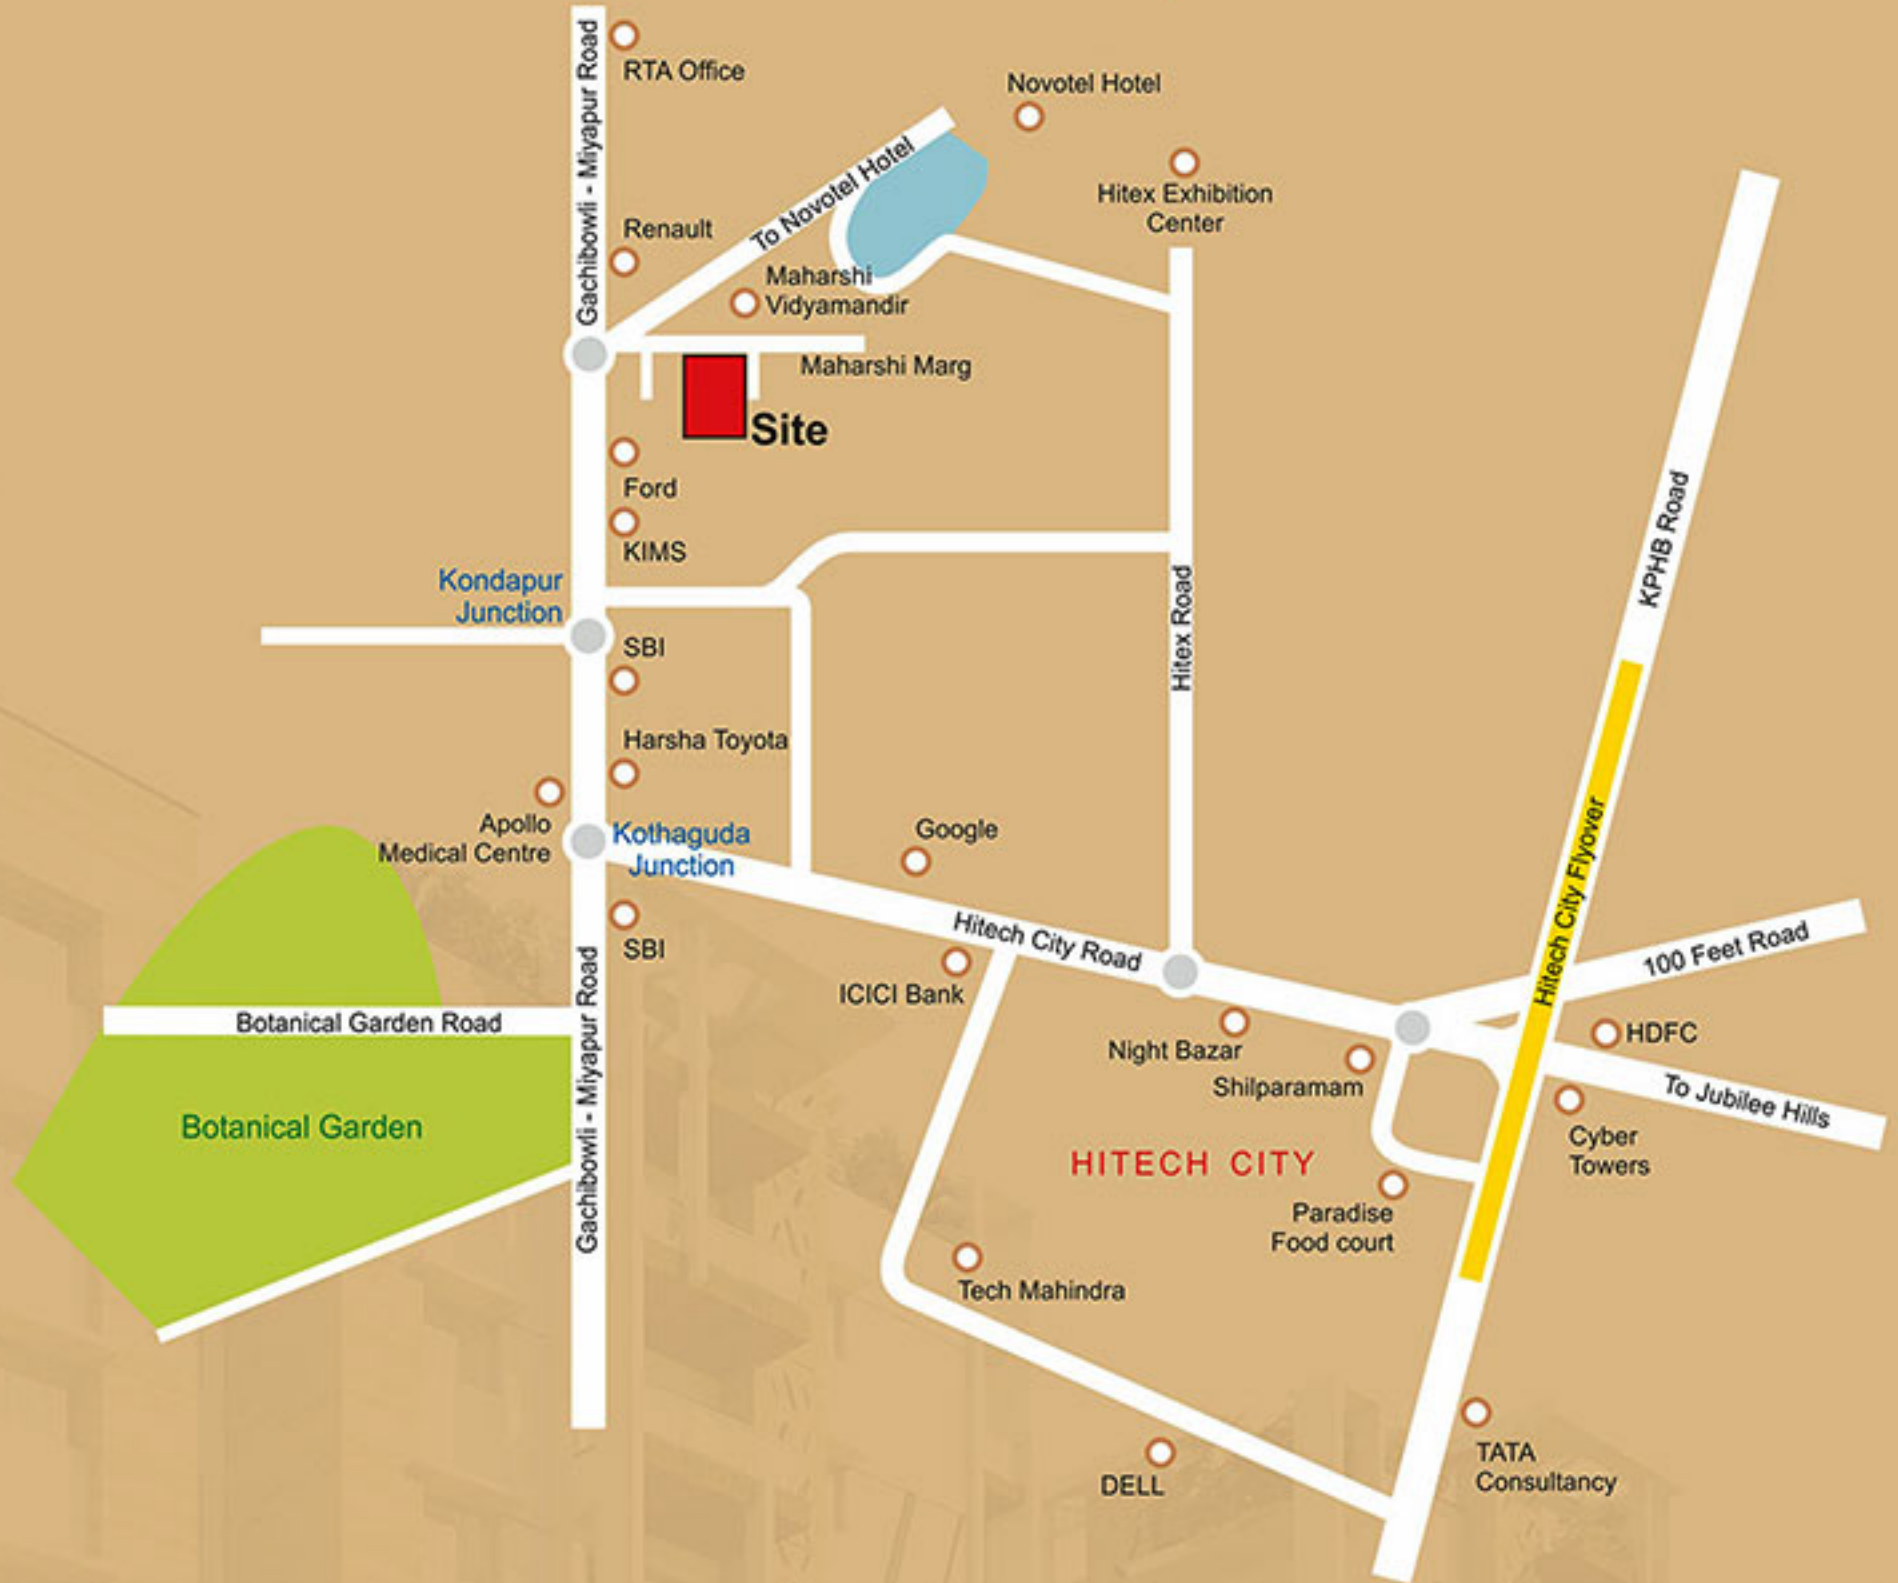 Gachibowli - Miyapur Road
RTA Office
Novotel Hotel
To Novotel Hotel
Hitex Exhibition
Center
Renault
Maharshi
Vidyamandir
Maharshi Marg
Site
Ford
KIMS
KPHB Road
Kondapur
Junction
Hitex Road
SBI
Harsha Toyota
Apollo
Medical Centre
Kothaguda
Junction
Google
Hitech City Flyover
SBI
Hitech City Road
100 Feet Road
ICICI Bank
Botanical Garden Road
Gachibowli - Miyapur Road
Night Bazar
HDFC
Shilparamam
To Jubilee Hills
Botanical Garden
Cyber
Towers
HITECH CITY
Paradise
Food court
Tech Mahindra
DELL
TATA
Consultancy